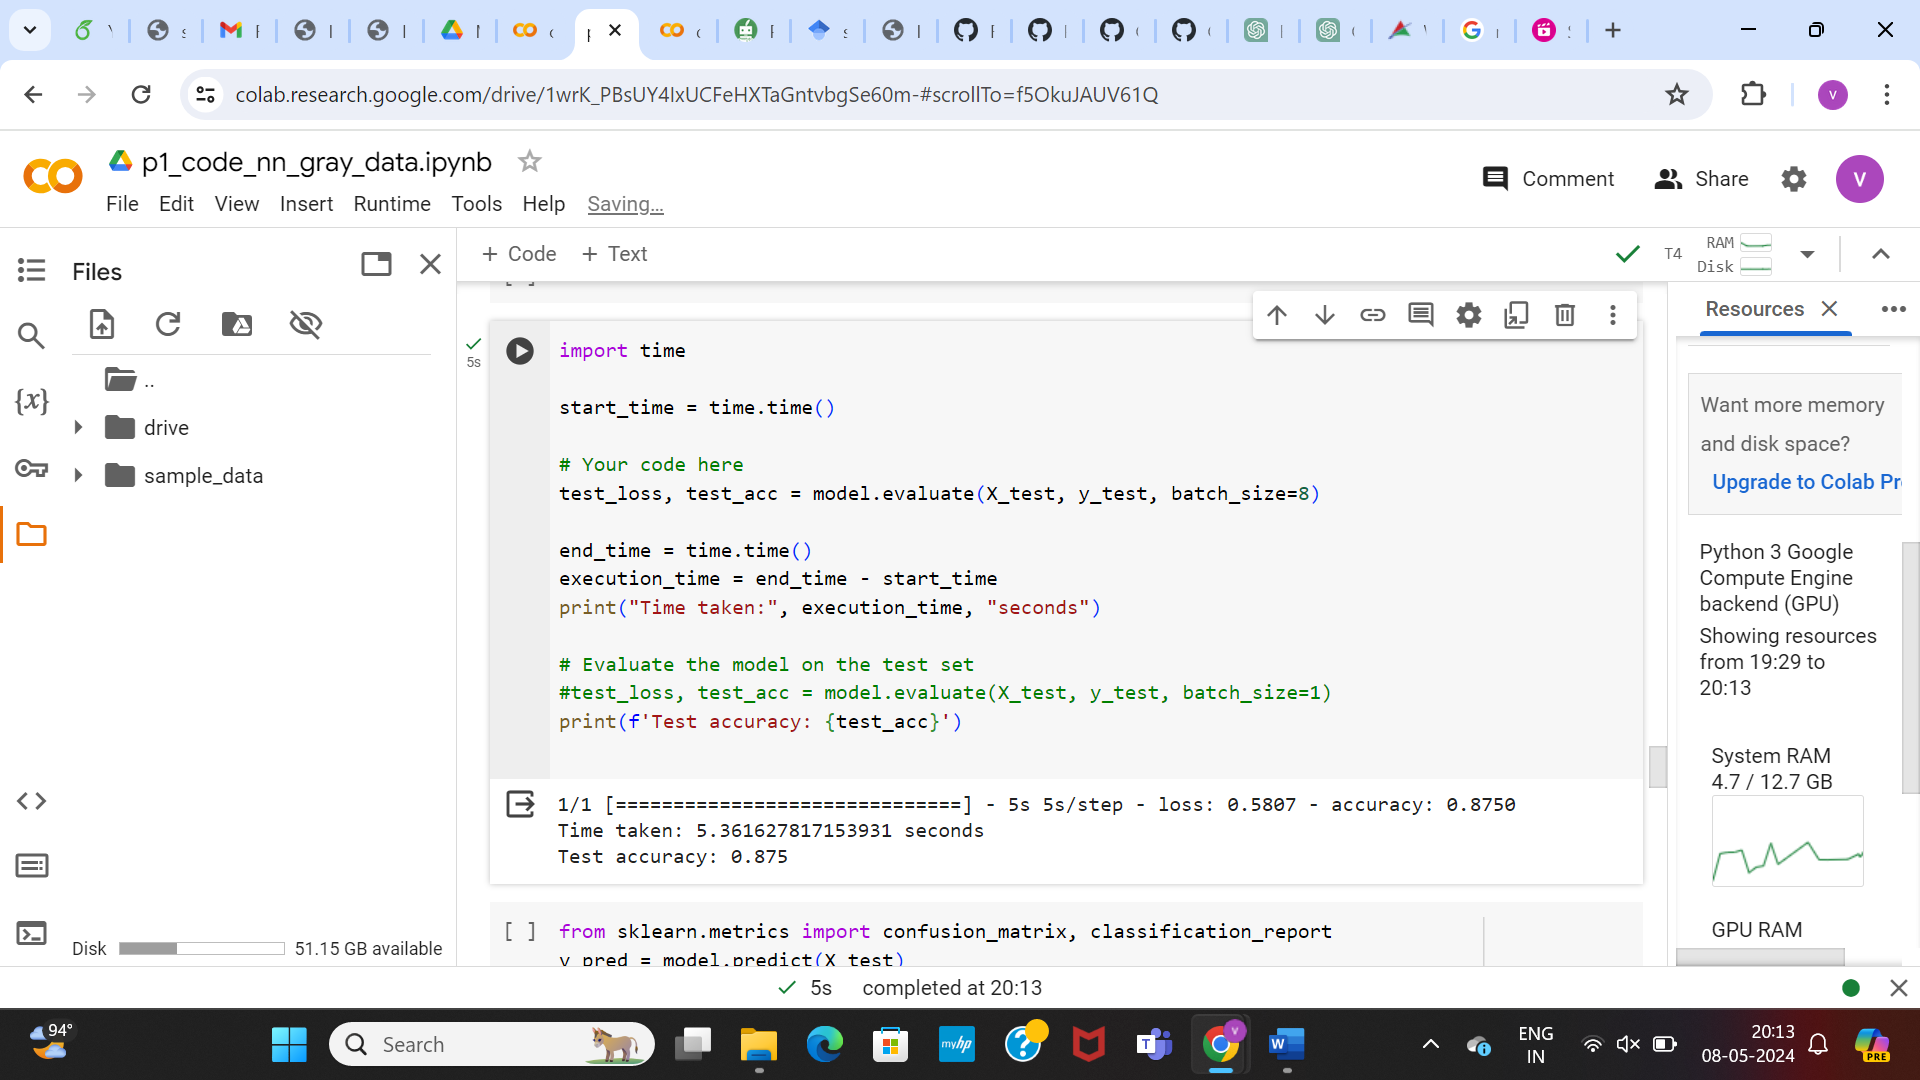 colab.research.google.com/drive/1wrK_PBsUY4IxUCFeHXTaGntvbgSe60m-#scrollTo=f5OkuJAUV61Q
V
p1_code_nn_gray_data.ipynb
Comment
Share
V
File Edit View Insert Runtime Tools Help Saving...
Files
+ Code + Text
T4
RAM
Disk
Resources
..
drive
sample_data
5s
import time
start_time = time.time()
# Your code here
test_loss, test_acc = model.evaluate(X_test, y_test, batch_size=8)
end_time = time.time()
execution_time = end_time - start_time
print("Time taken:", execution_time, "seconds")
# Evaluate the model on the test set
#test_loss, test_acc = model.evaluate(X_test, y_test, batch_size=1)
print(f'Test accuracy: {test_acc}')
1/1 [==============================] - 5s 5s/step - loss: 0.5807 - accuracy: 0.8750
Time taken: 5.361627817153931 seconds
Test accuracy: 0.875
[ ] from sklearn.metrics import confusion_matrix, classification_report
y_pred = model.predict(X_test)
Want more memory
and disk space?
Upgrade to Colab Pr
Python 3 Google
Compute Engine
backend (GPU)
Showing resources
from 19:29 to
20:13
System RAM
4.7 / 12.7 GB
GPU RAM
Disk
51.15 GB available
5s completed at 20:13
94°
Search
myhp
ENG
IN
20:13
08-05-2024
PRE